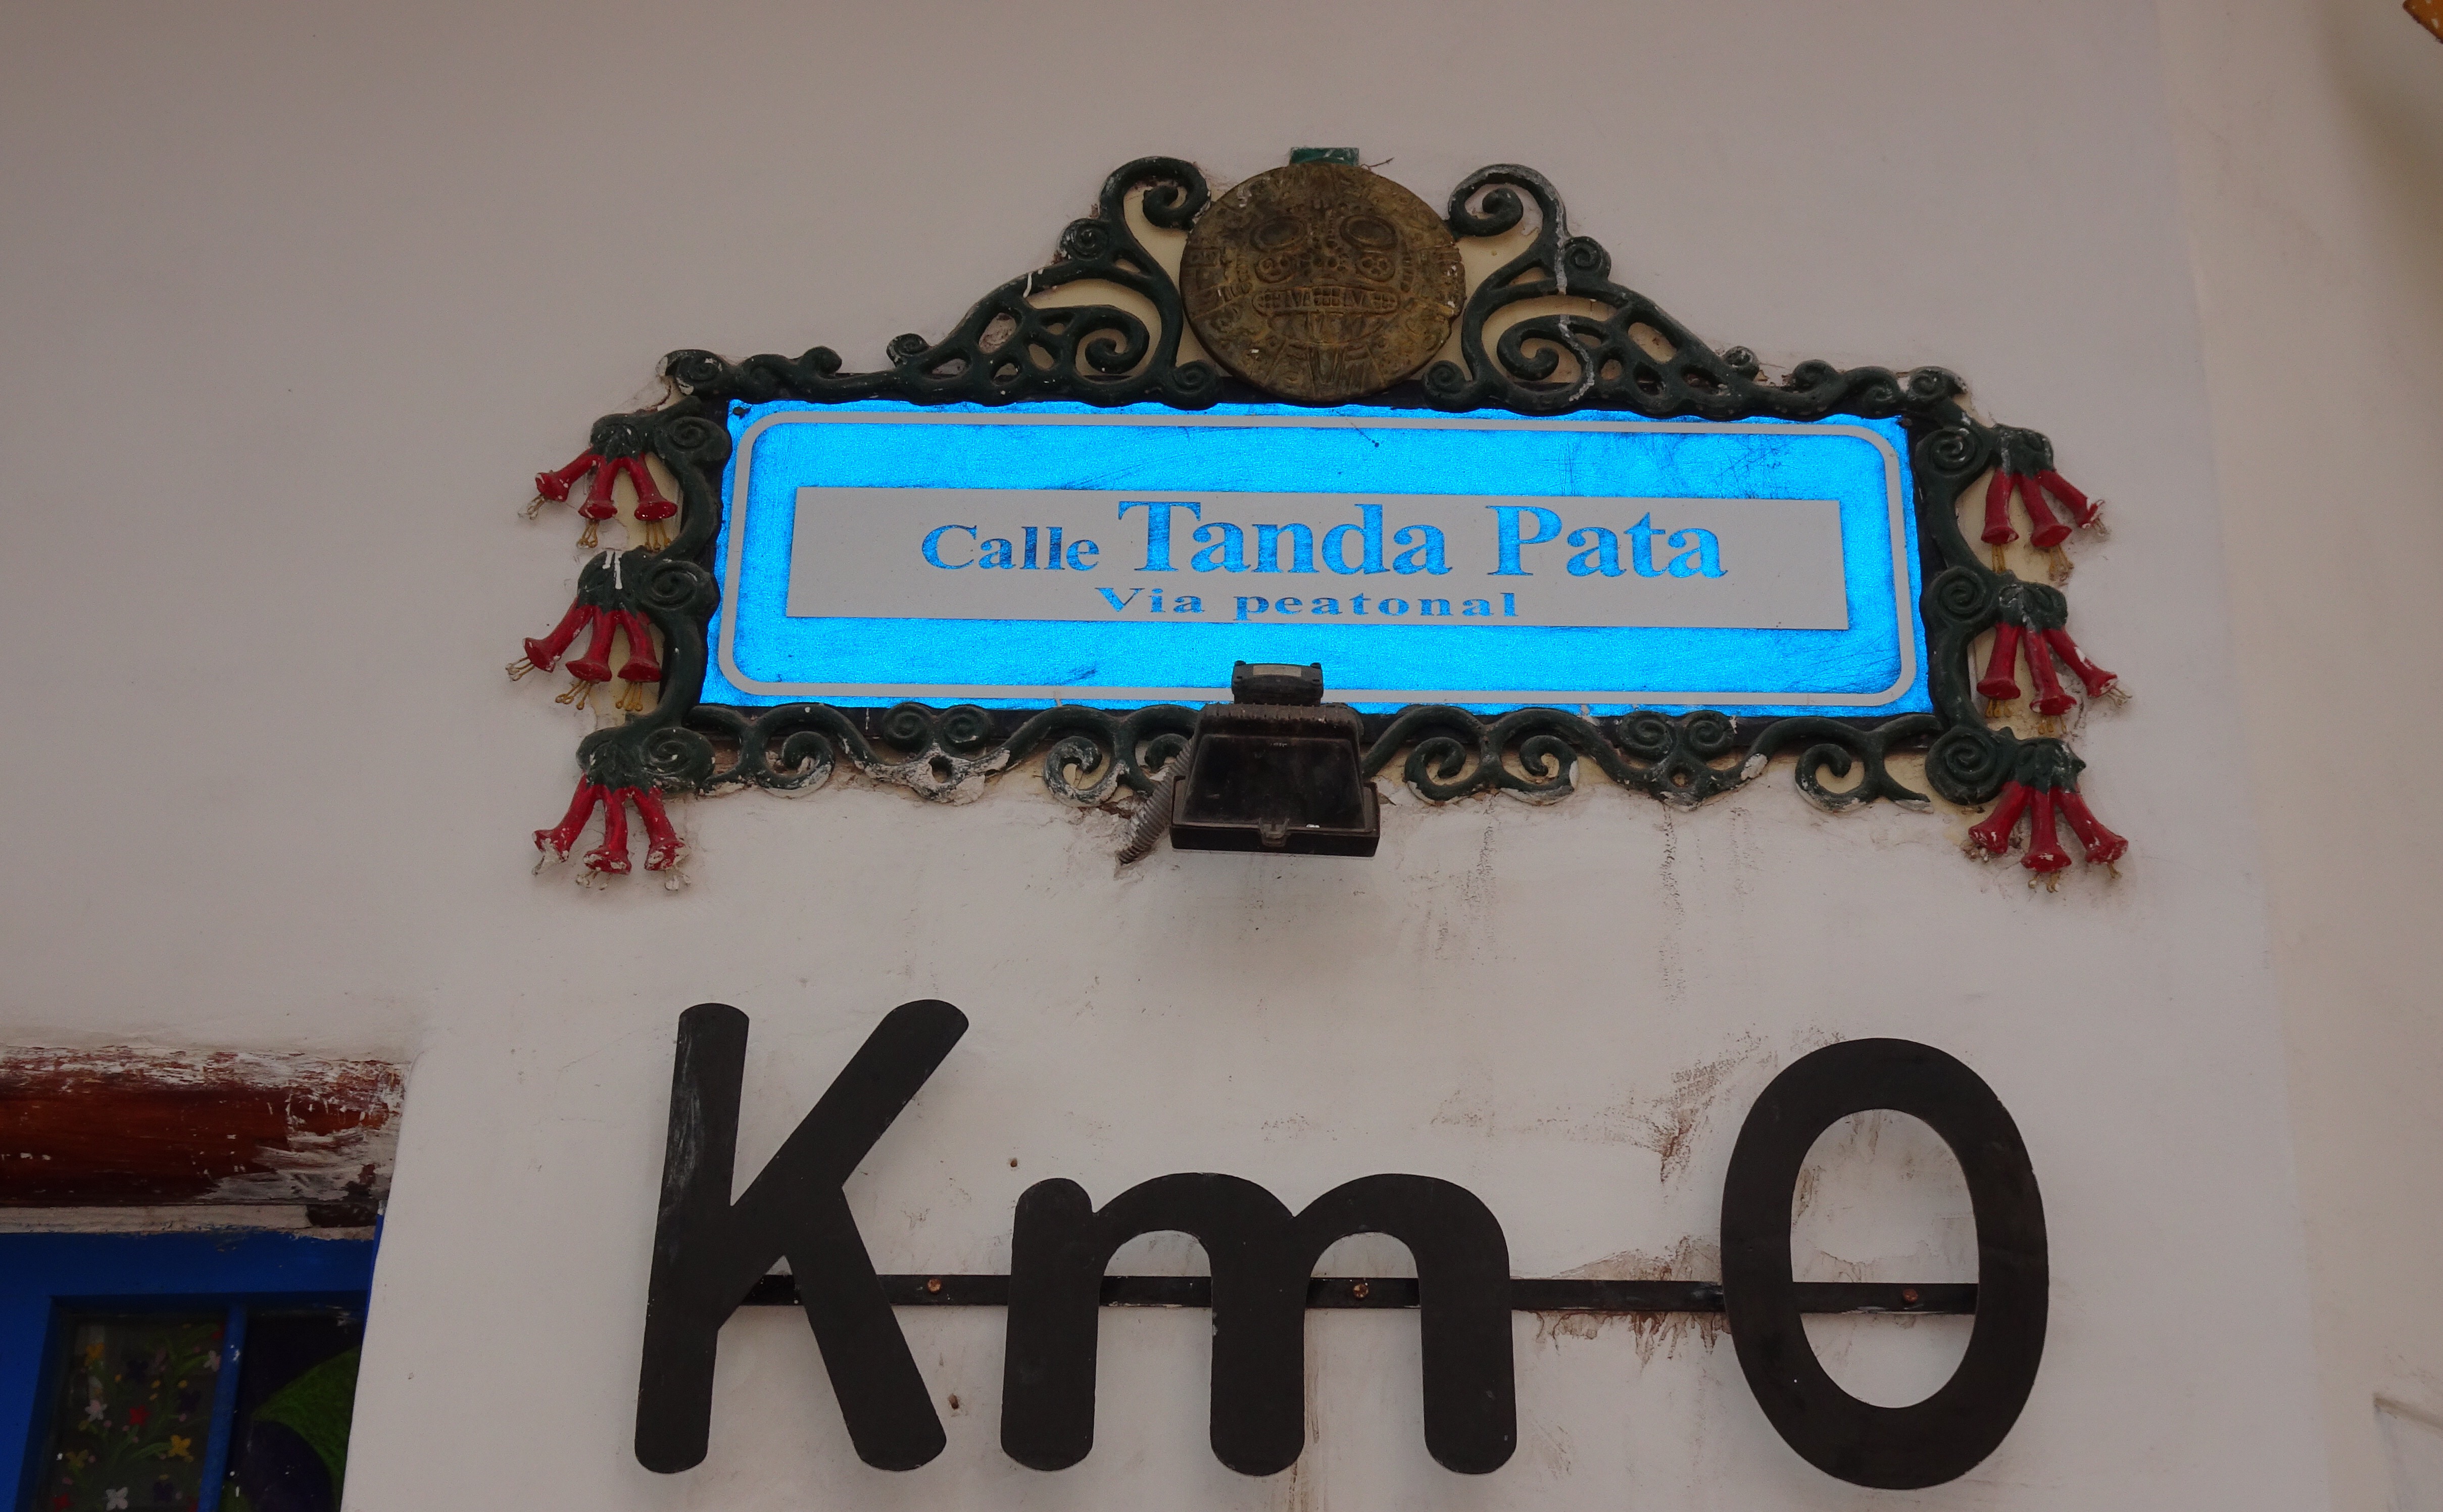 Calle Tanda Pata
Via peatonal
Km 0